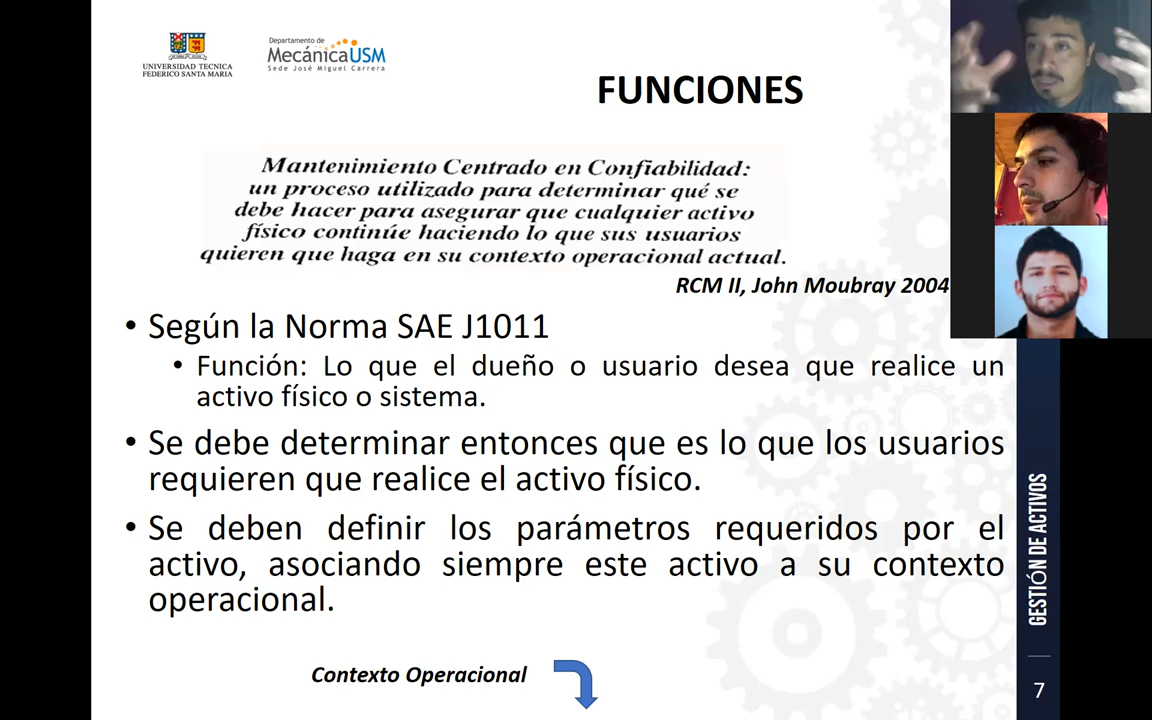 UNIVERSIDAD TECNICA
FEDERICO SANTA MARIA
Departamento de
MecánicaUSM
Sede José Miguel Carrera
FUNCIONES
Mantenimiento Centrado en Confiabilidad:
un proceso utilizado para determinar qué se
debe hacer para asegurar que cualquier activo
físico continúe haciendo lo que sus usuarios
quieren que haga en su contexto operacional actual.
RCM II, John Moubray 2004
• Según la Norma SAE J1011
• Función: Lo que el dueño o usuario desea que realice un
activo físico o sistema.
• Se debe determinar entonces que es lo que los usuarios
requieren que realice el activo físico.
• Se deben definir los parámetros requeridos por el
activo, asociando siempre este activo a su contexto
operacional.
Contexto Operacional
GESTIÓN DE ACTIVOS
7